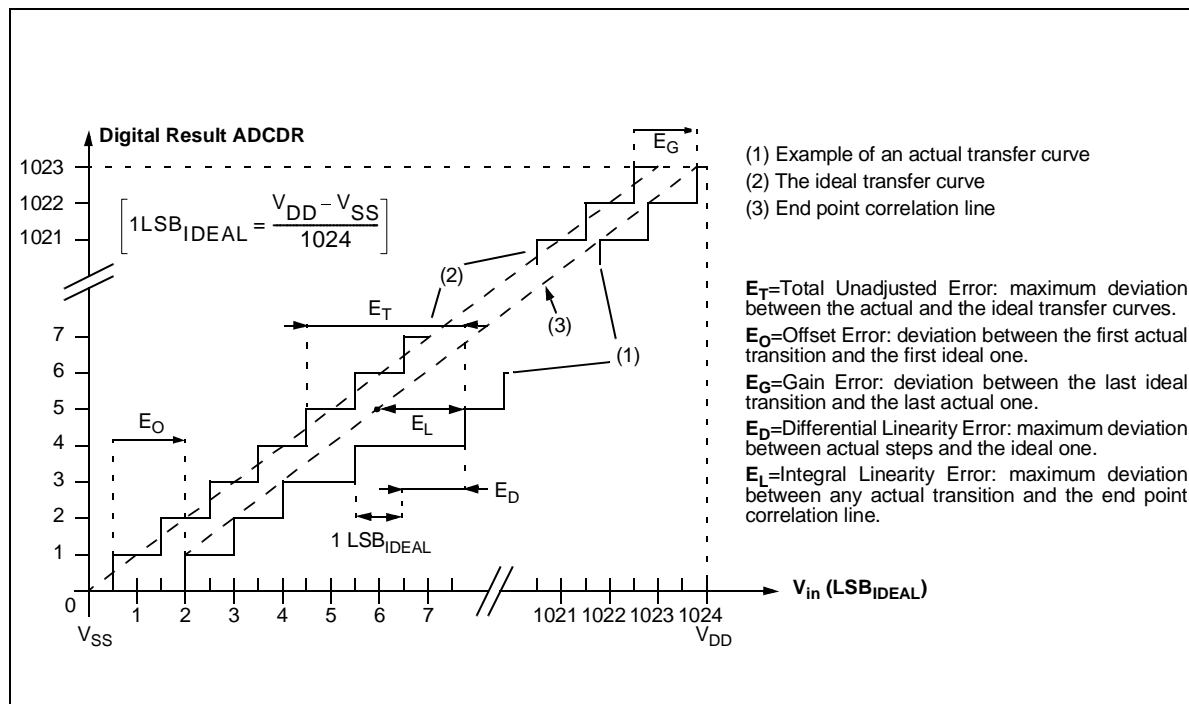 Digital Result ADCDR
E_G
1023
1022
1021
[1LSB_IDEAL = (V_DD – V_SS) / 1024]
(1) Example of an actual transfer curve
(2) The ideal transfer curve
(3) End point correlation line
(2)
E_T
(3)
(1)
7
6
5
4
3
2
1
0
E_O
E_L
E_D
1 LSB_IDEAL
E_T=Total Unadjusted Error: maximum deviation
between the actual and the ideal transfer curves.
E_O=Offset Error: deviation between the first actual
transition and the first ideal one.
E_G=Gain Error: deviation between the last ideal
transition and the last actual one.
E_D=Differential Linearity Error: maximum deviation
between actual steps and the ideal one.
E_L=Integral Linearity Error: maximum deviation
between any actual transition and the end point
correlation line.
1 2 3 4 5 6 7 1021 1022 1023 1024
V_in (LSB_IDEAL)
V_SS
V_DD